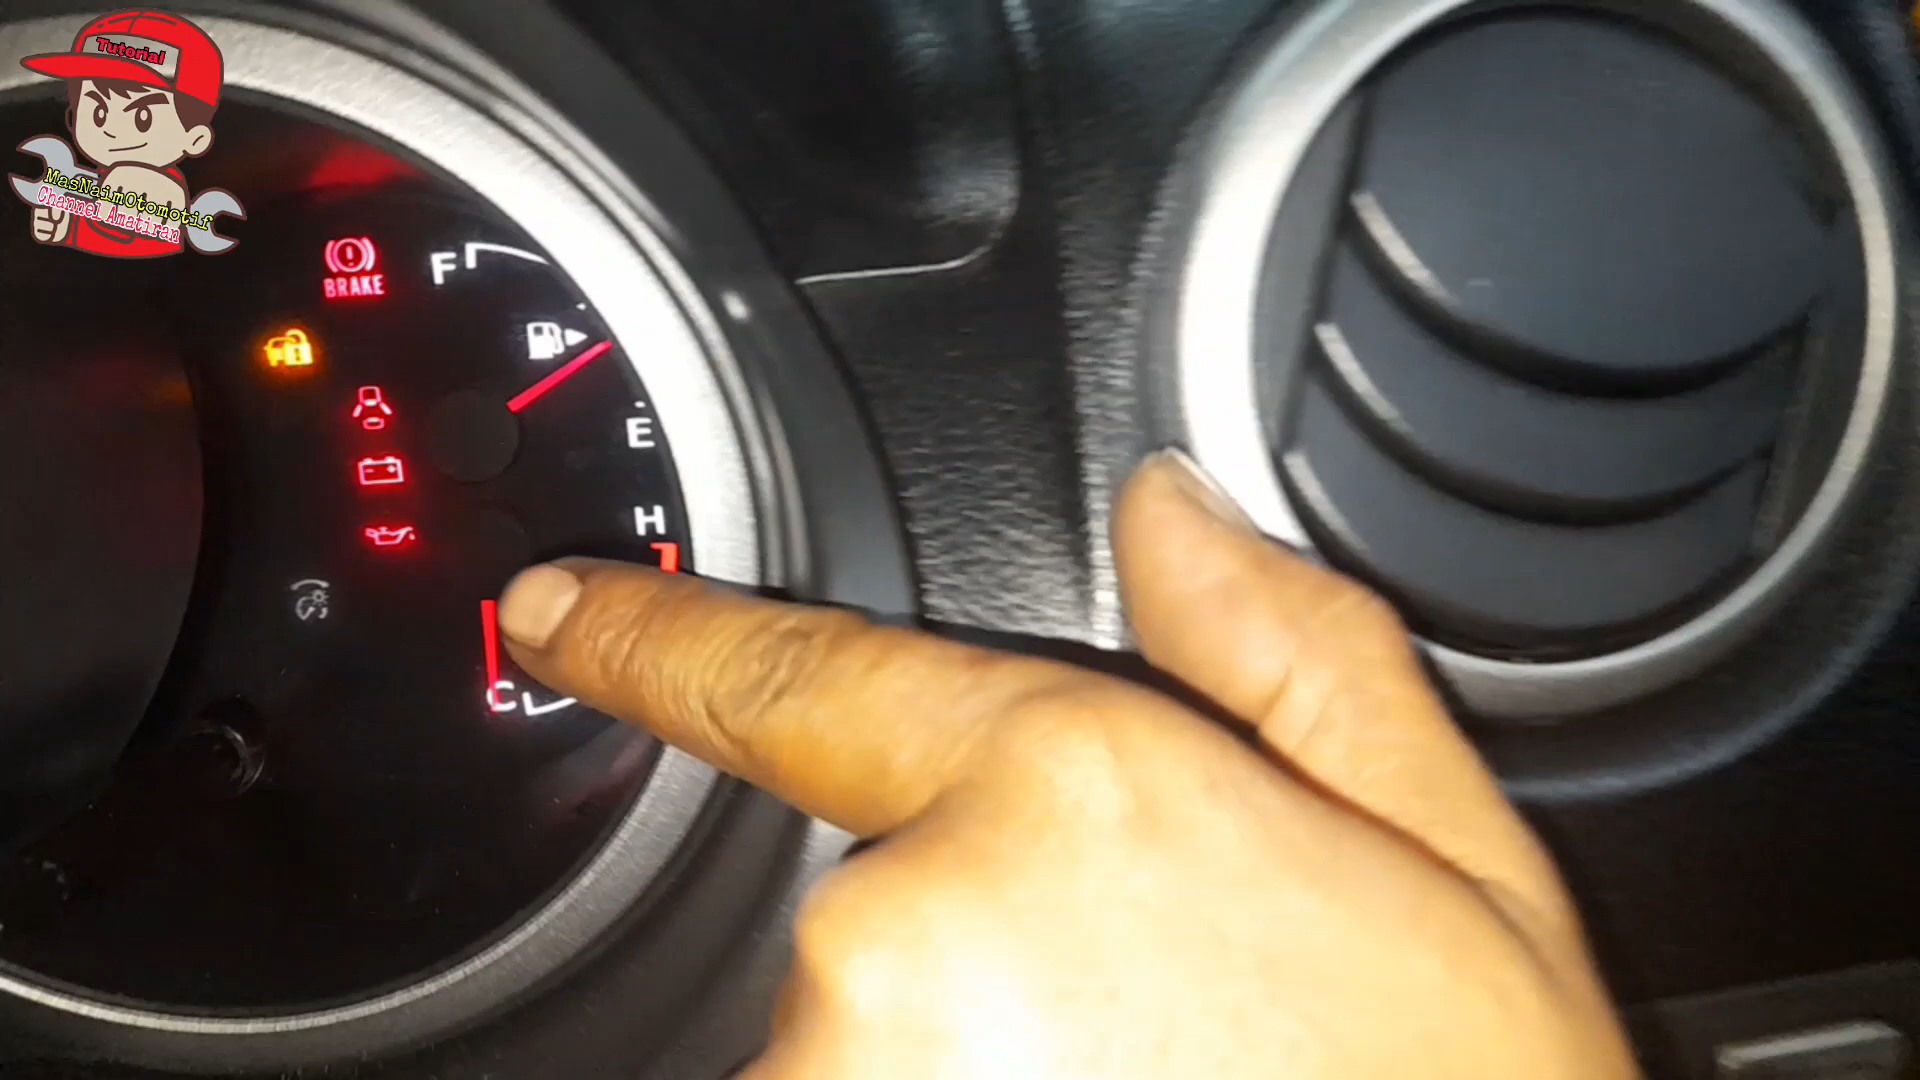 Tutorial
MasNaimOtomotif
Channel Amatiran
BRAKE
F
E
H
C